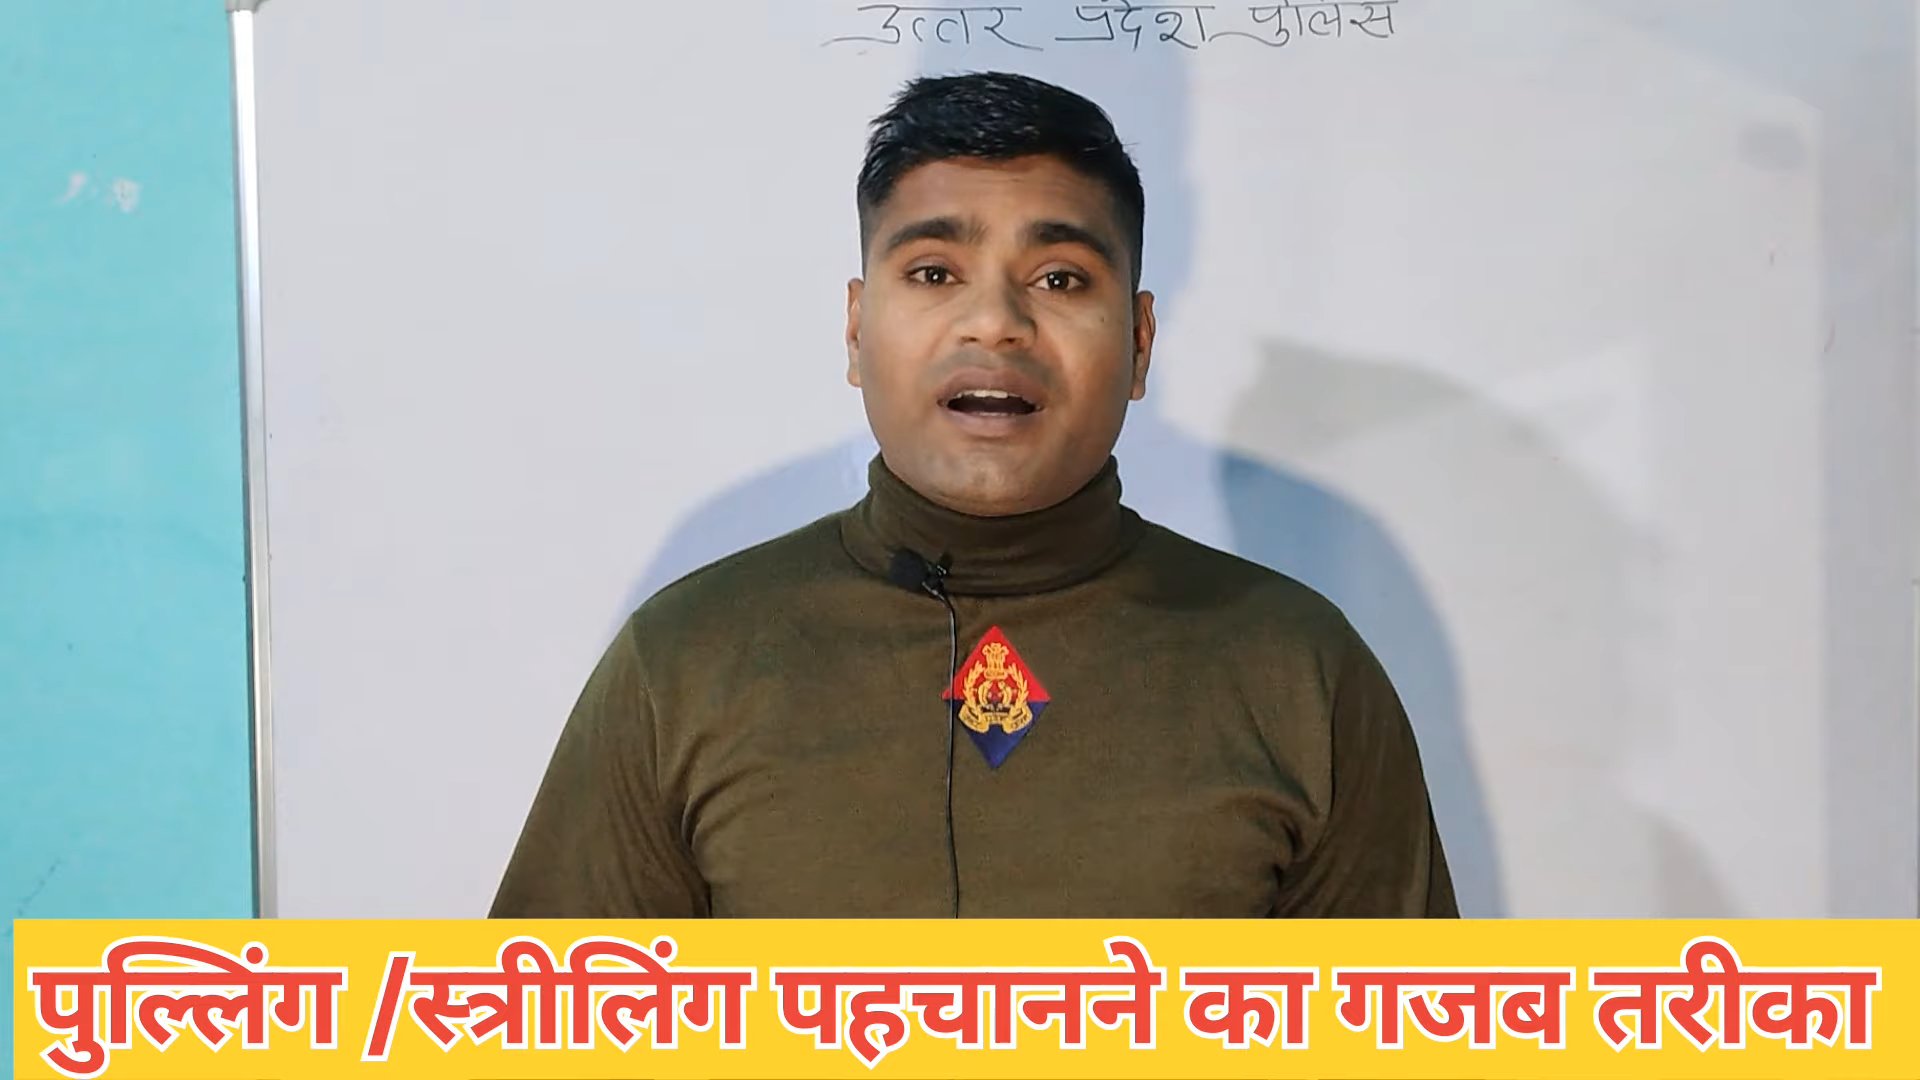 उत्तर प्रदेश पुलिस
पुल्लिंग /स्त्रीलिंग पहचानने का गजब तरीका